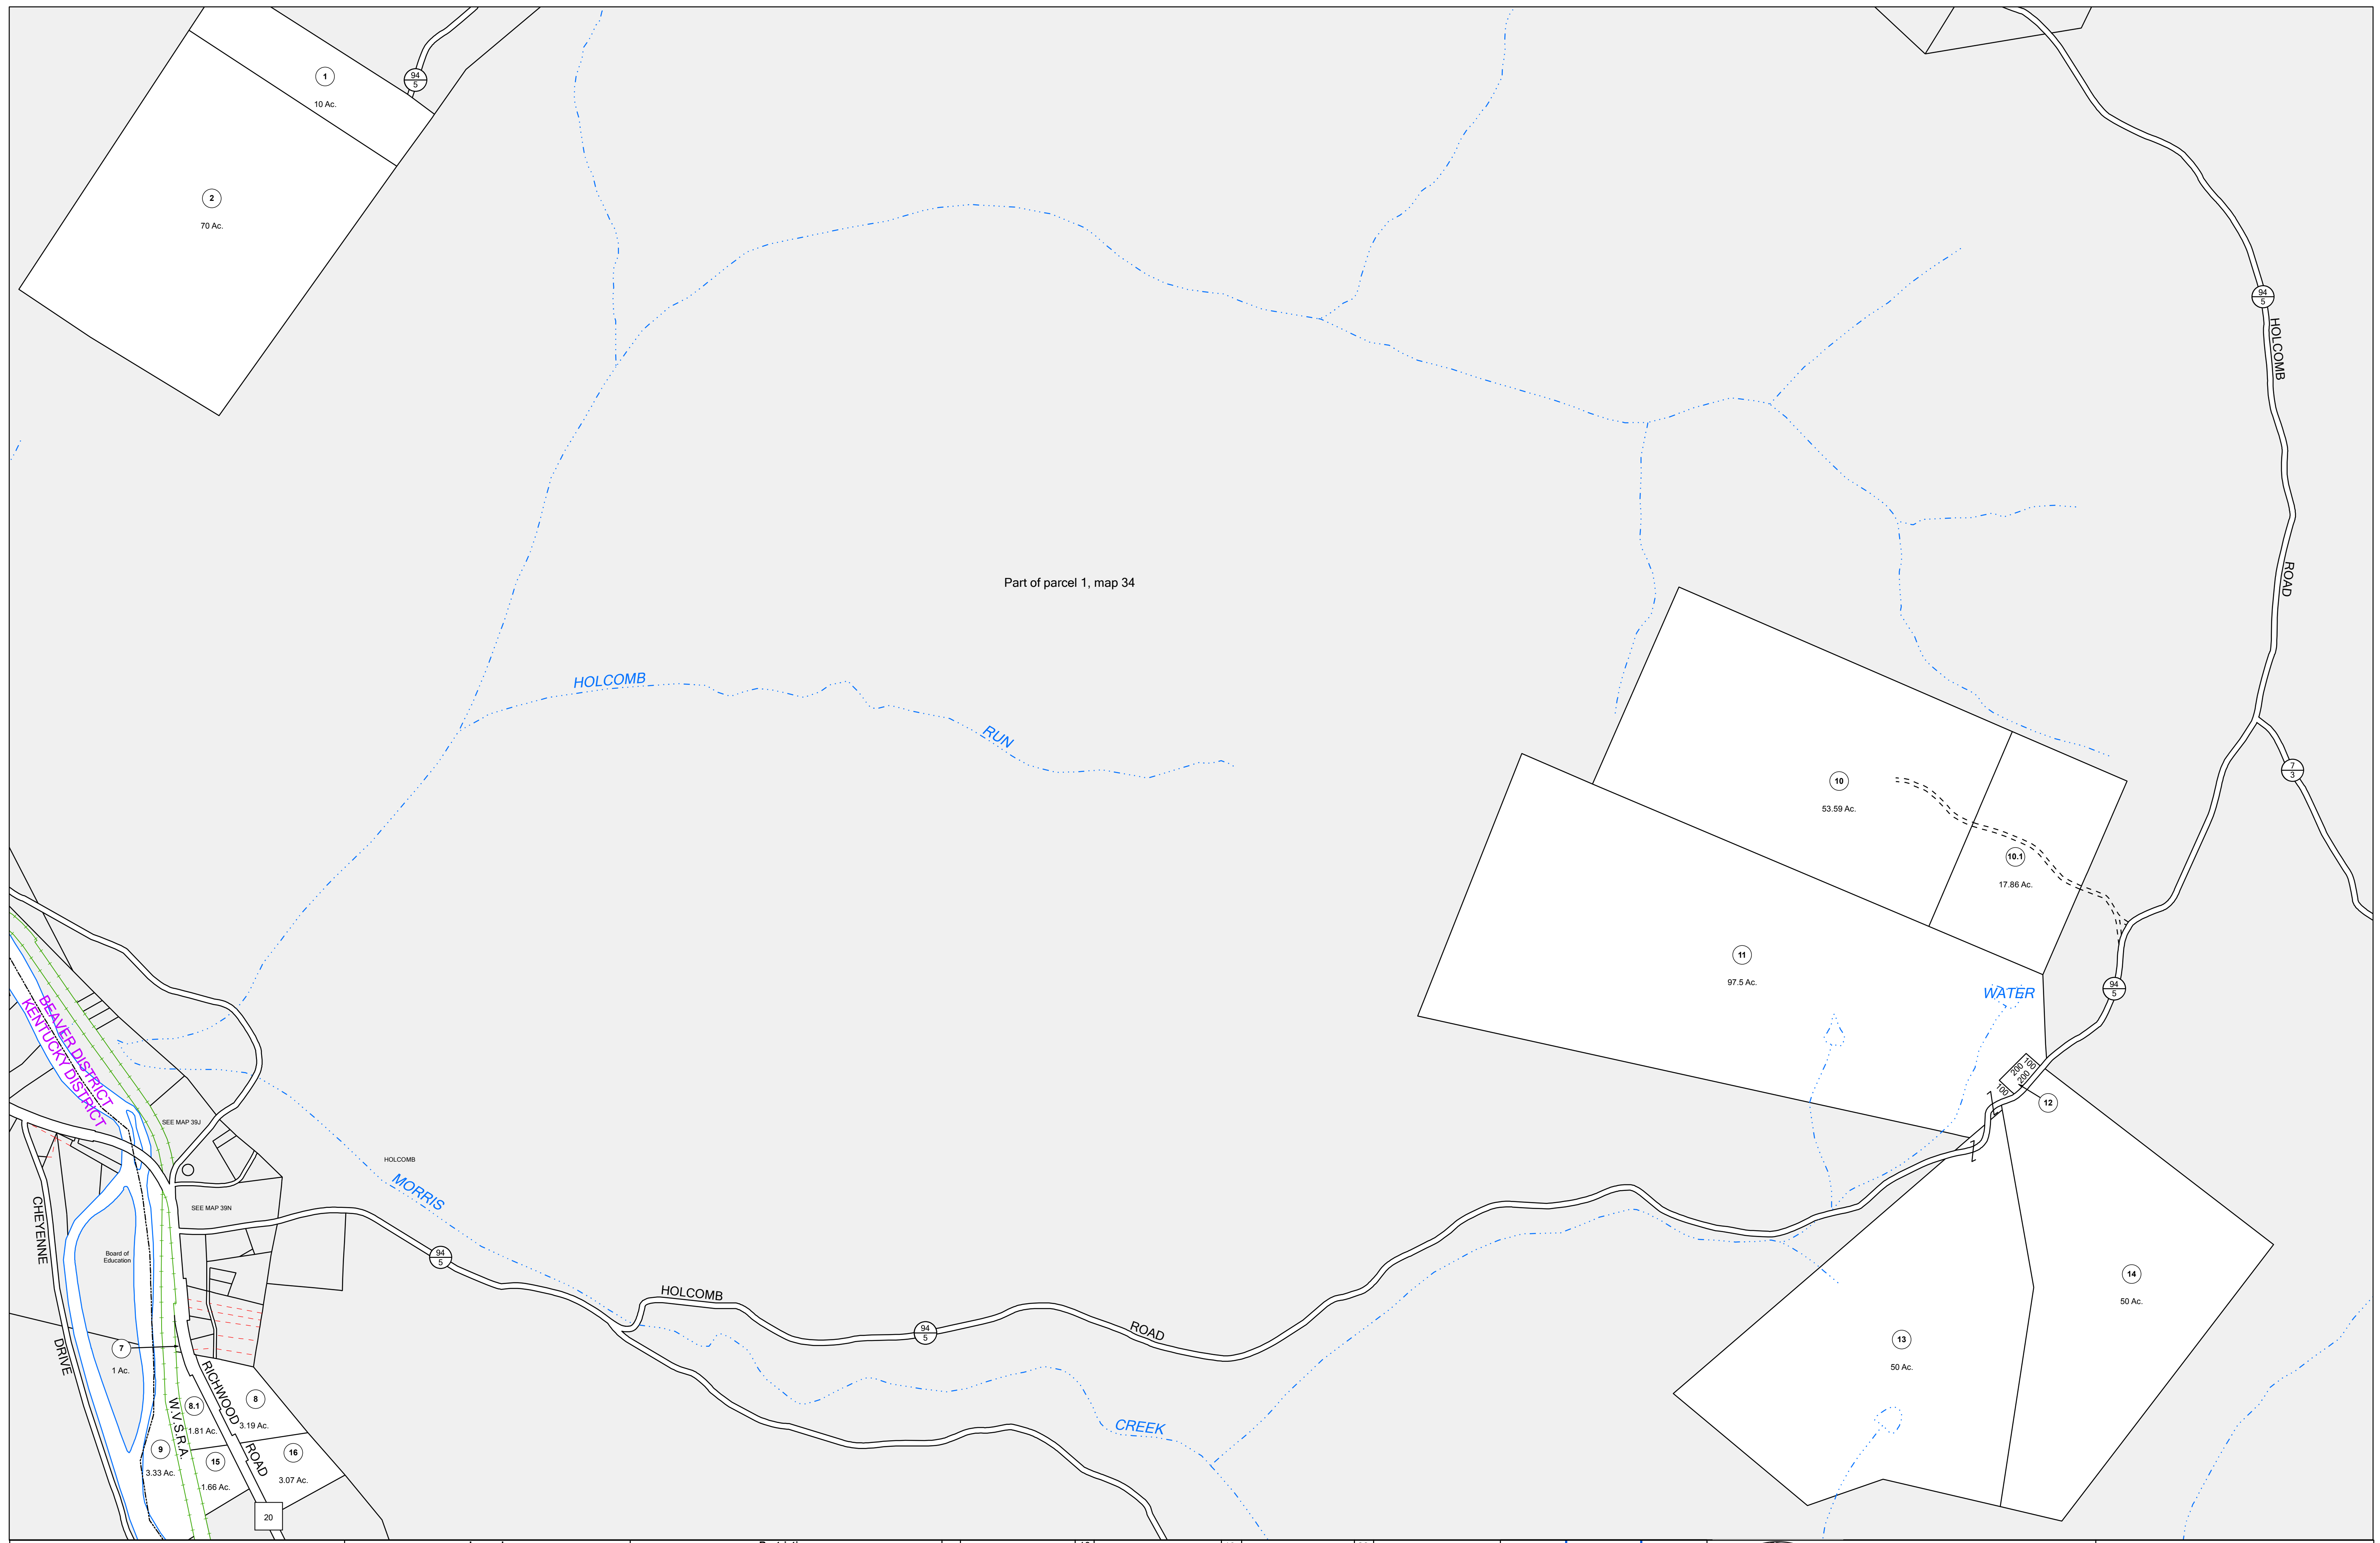 1
10 Ac.
94
5
2
70 Ac.
94
5
HOLCOMB
ROAD
Part of parcel 1, map 34
HOLCOMB
RUN
7
3
10
53.59 Ac.
10.1
17.86 Ac.
11
97.5 Ac.
WATER
94
5
BEAVER DISTRICT
KENTUCKY DISTRICT
100
200
200
100
12
SEE MAP 39J
HOLCOMB
MORRIS
SEE MAP 39N
CHEYENNE
DRIVE
Board of
Education
94
5
HOLCOMB
94
5
ROAD
CREEK
14
50 Ac.
13
50 Ac.
7
1 Ac.
RICHWOOD
ROAD
W.V.S.R.A.
8
3.19 Ac.
8.1
1.81 Ac.
9
3.33 Ac.
15
1.66 Ac.
16
3.07 Ac.
20